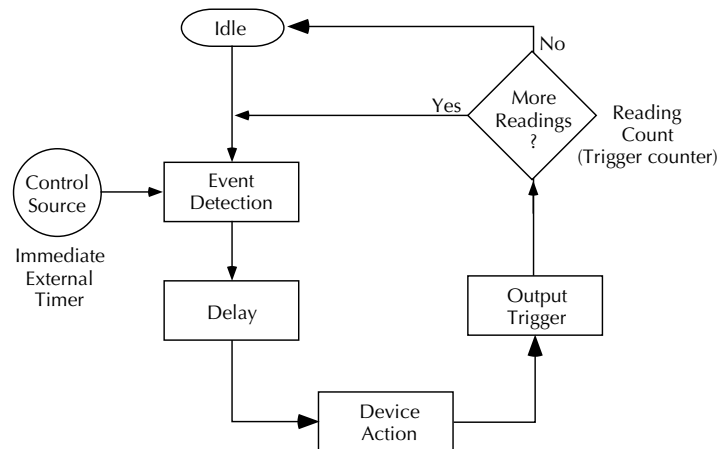 Idle
No
Yes
More
Readings
?
Reading
Count
(Trigger counter)
Control
Source
Event
Detection
Immediate
External
Timer
Delay
Output
Trigger
Device
Action